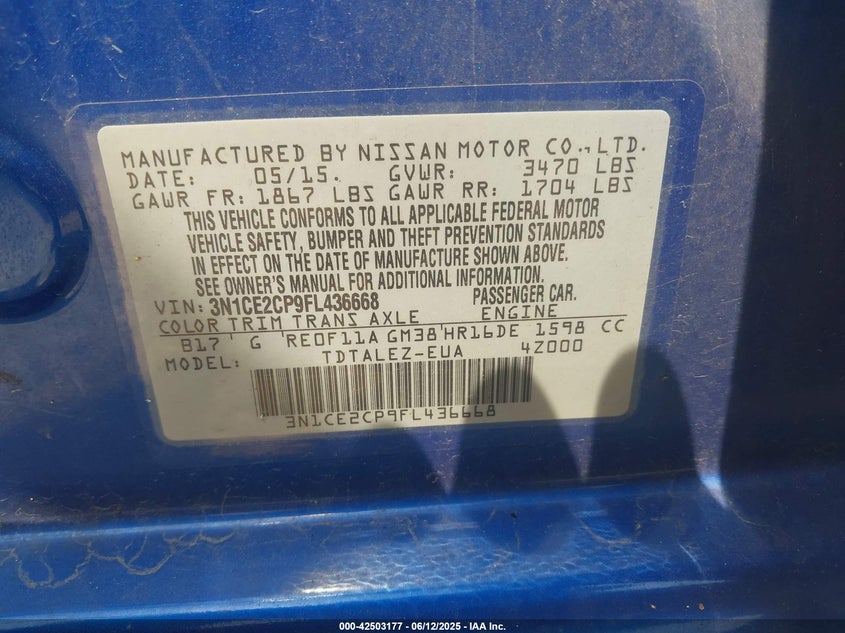 MANUFACTURED BY NISSAN MOTOR CO., LTD.
DATE: 05/15. GVWR: 3470 LBS
GAWR FR: 1867 LBS GAWR RR: 1704 LBS
THIS VEHICLE CONFORMS TO ALL APPLICABLE FEDERAL MOTOR
VEHICLE SAFETY, BUMPER AND THEFT PREVENTION STANDARDS
IN EFFECT ON THE DATE OF MANUFACTURE SHOWN ABOVE.
SEE OWNER'S MANUAL FOR ADDITIONAL INFORMATION.
VIN: 3N1CE2CP9FL436668 PASSENGER CAR.
COLOR TRIM TRANS AXLE ENGINE
B17 G RE0F11A GM38 HR16DE 1598 CC
MODEL: TDTALEZ-EUA 4Z000
3N1CE2CP9FL436668
000-42503177 - 06/12/2025 - IAA Inc.